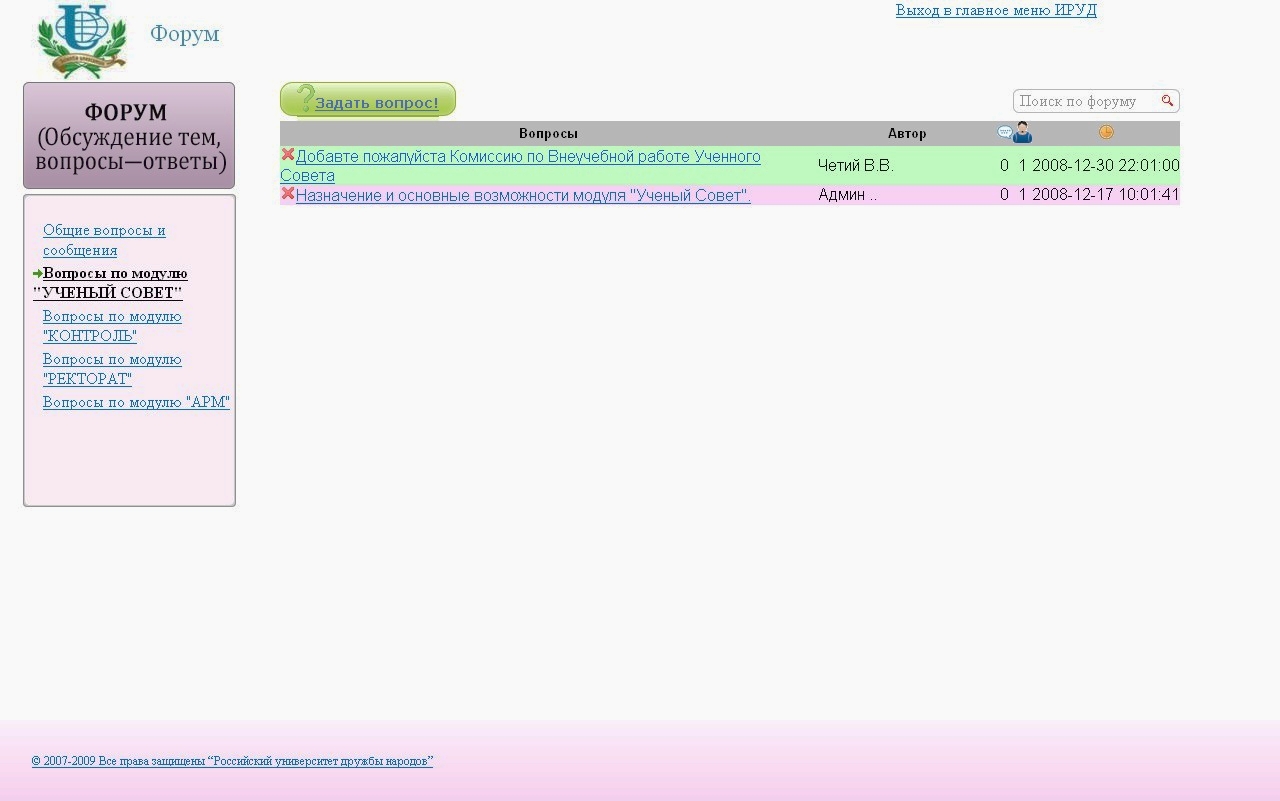 Выход в главное меню ИРУД
Форум
ФОРУМ
(Обсуждение тем,
вопросы—ответы)
Задать вопрос!
Поиск по форуму
Вопросы Автор
Добавте пожалуйста Комиссию по Внеучебной работе Ученного
Совета
Четий В.В. 0 1 2008-12-30 22:01:00
Назначение и основные возможности модуля "Ученый Совет". Админ .. 0 1 2008-12-17 10:01:41
Общие вопросы и
сообщения
Вопросы по модулю
"УЧЕНЫЙ СОВЕТ"
Вопросы по модулю
"КОНТРОЛЬ"
Вопросы по модулю
"РЕКТОРАТ"
Вопросы по модулю "АРМ"
© 2007-2009 Все права защищены “Российский университет дружбы народов”